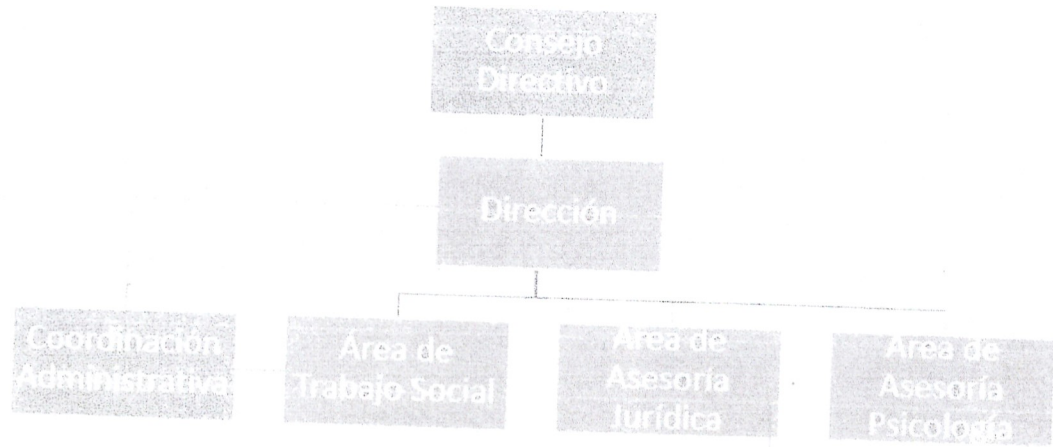 Consejo
Directivo
Dirección
Coordinación
Administrativa
Área de
Trabajo Social
Área de
Asesoría
Jurídica
Área de
Asesoría
Psicología